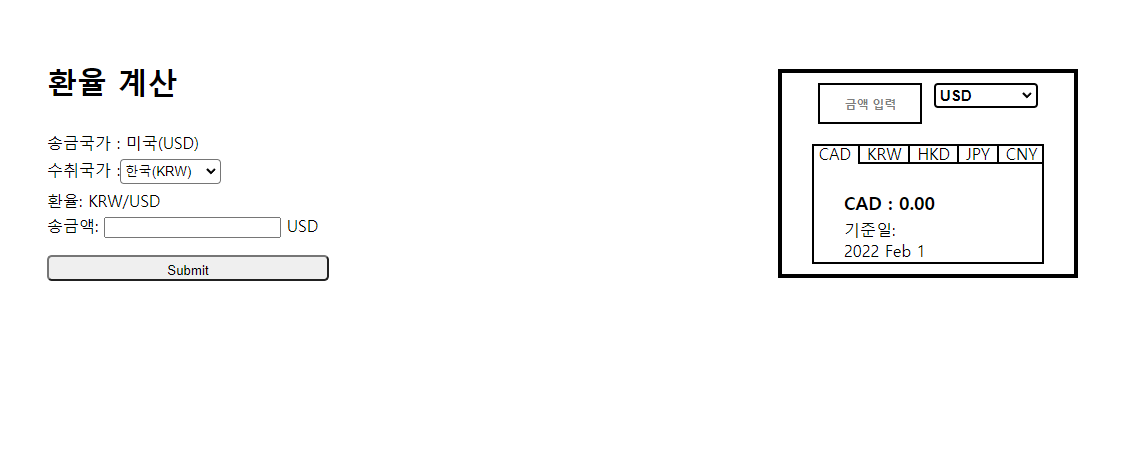 환율 계산
송금국가 : 미국(USD)
수취국가 : 한국(KRW)
환율: KRW/USD
송금액: USD
Submit
금액 입력 USD
CAD KRW HKD JPY CNY
CAD : 0.00
기준일:
2022 Feb 1